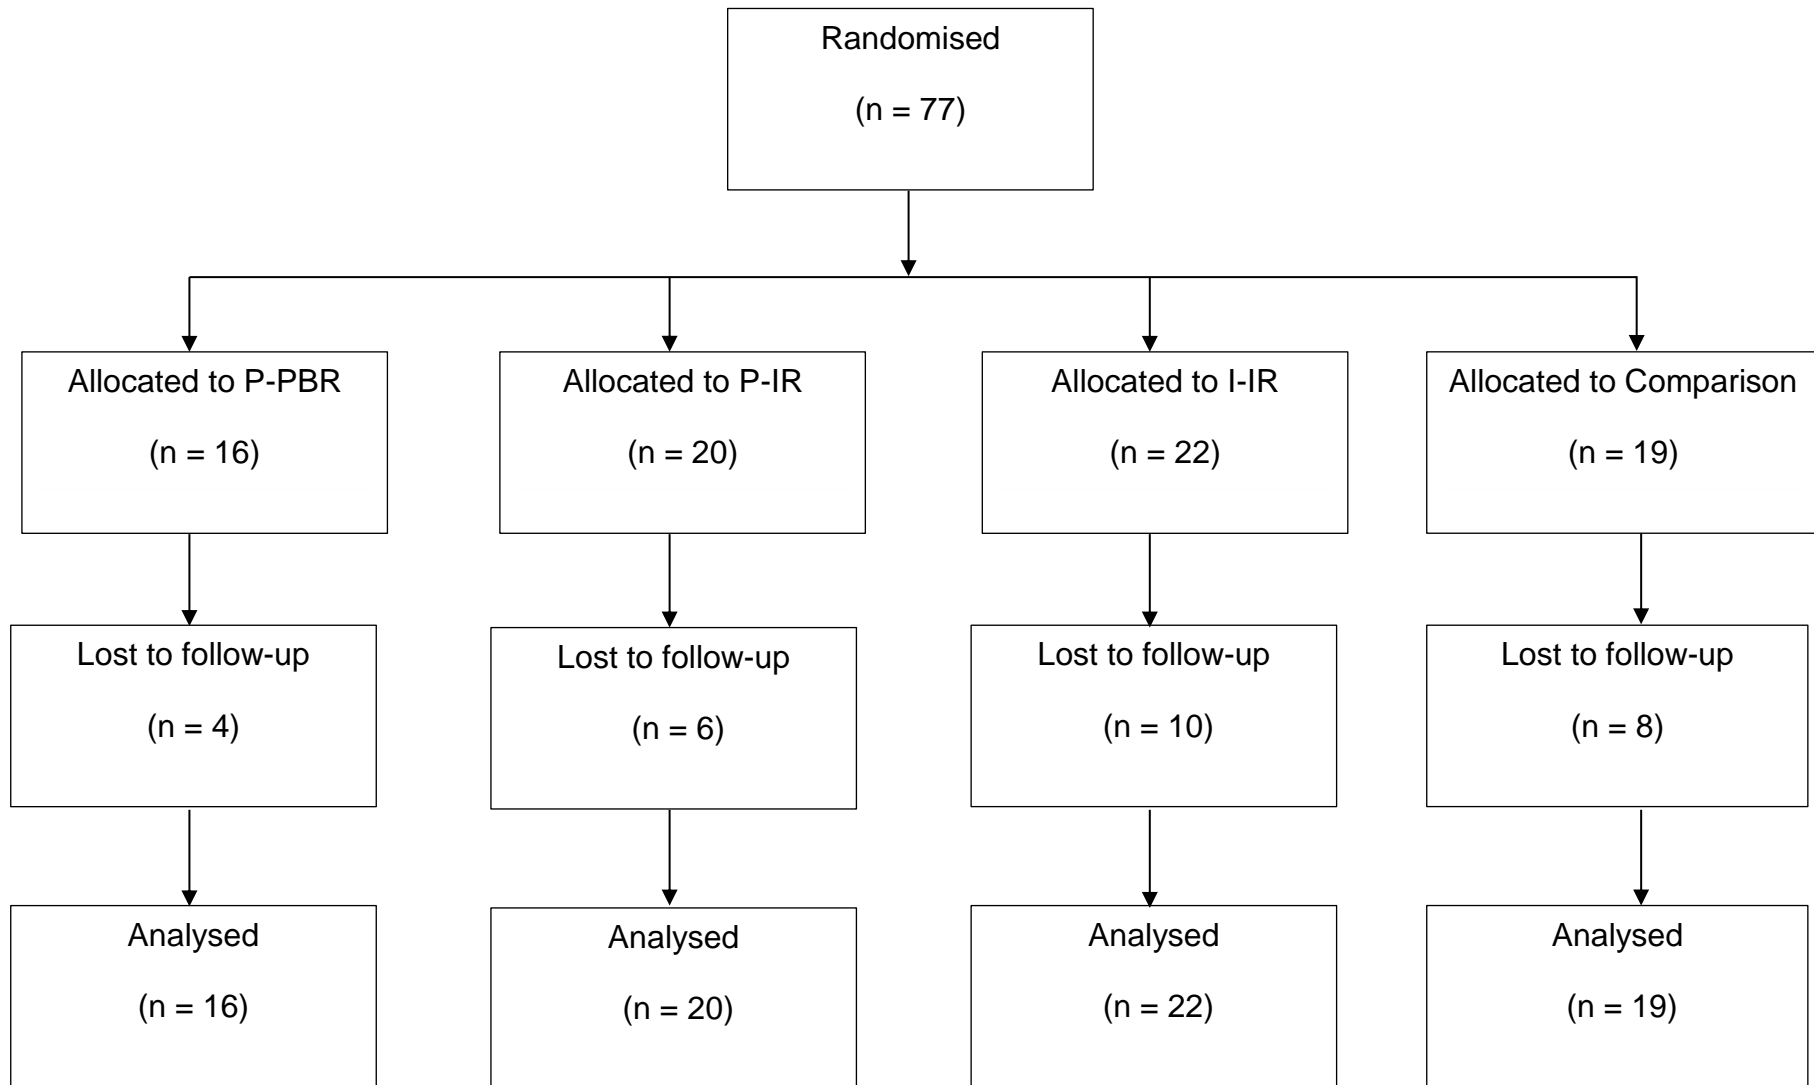 Randomised
(n = 77)
Allocated to P-PBR
(n = 16)
Allocated to P-IR
(n = 20)
Allocated to I-IR
(n = 22)
Allocated to Comparison
(n = 19)
Lost to follow-up
(n = 4)
Lost to follow-up
(n = 6)
Lost to follow-up
(n = 10)
Lost to follow-up
(n = 8)
Analysed
(n = 16)
Analysed
(n = 20)
Analysed
(n = 22)
Analysed
(n = 19)